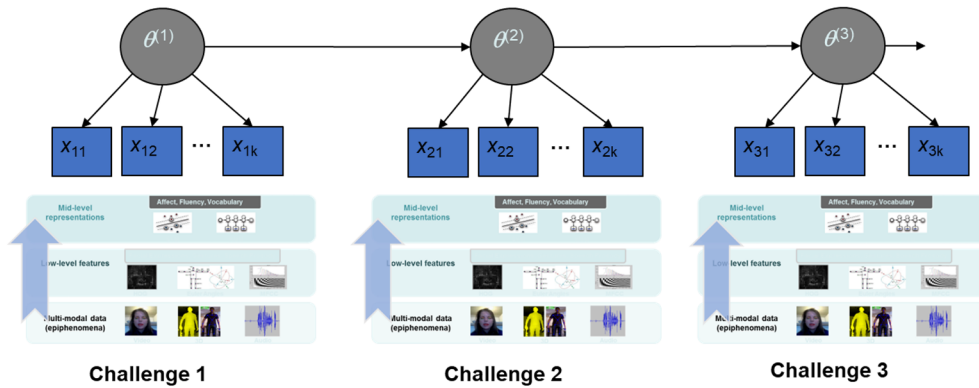 θ(1) θ(2) θ(3)
x11 x12 ... x1k x21 x22 ... x2k x31 x32 ... x3k
Affect, Fluency, Vocabulary
Mid-level
representations
Low-level features
Multi-modal data
(epiphenomena)
Affect, Fluency, Vocabulary
Mid-level
representations
Low-level features
Multi-modal data
(epiphenomena)
Affect, Fluency, Vocabulary
Mid-level
representations
Low-level features
Multi-modal data
(epiphenomena)
Challenge 1 Challenge 2 Challenge 3